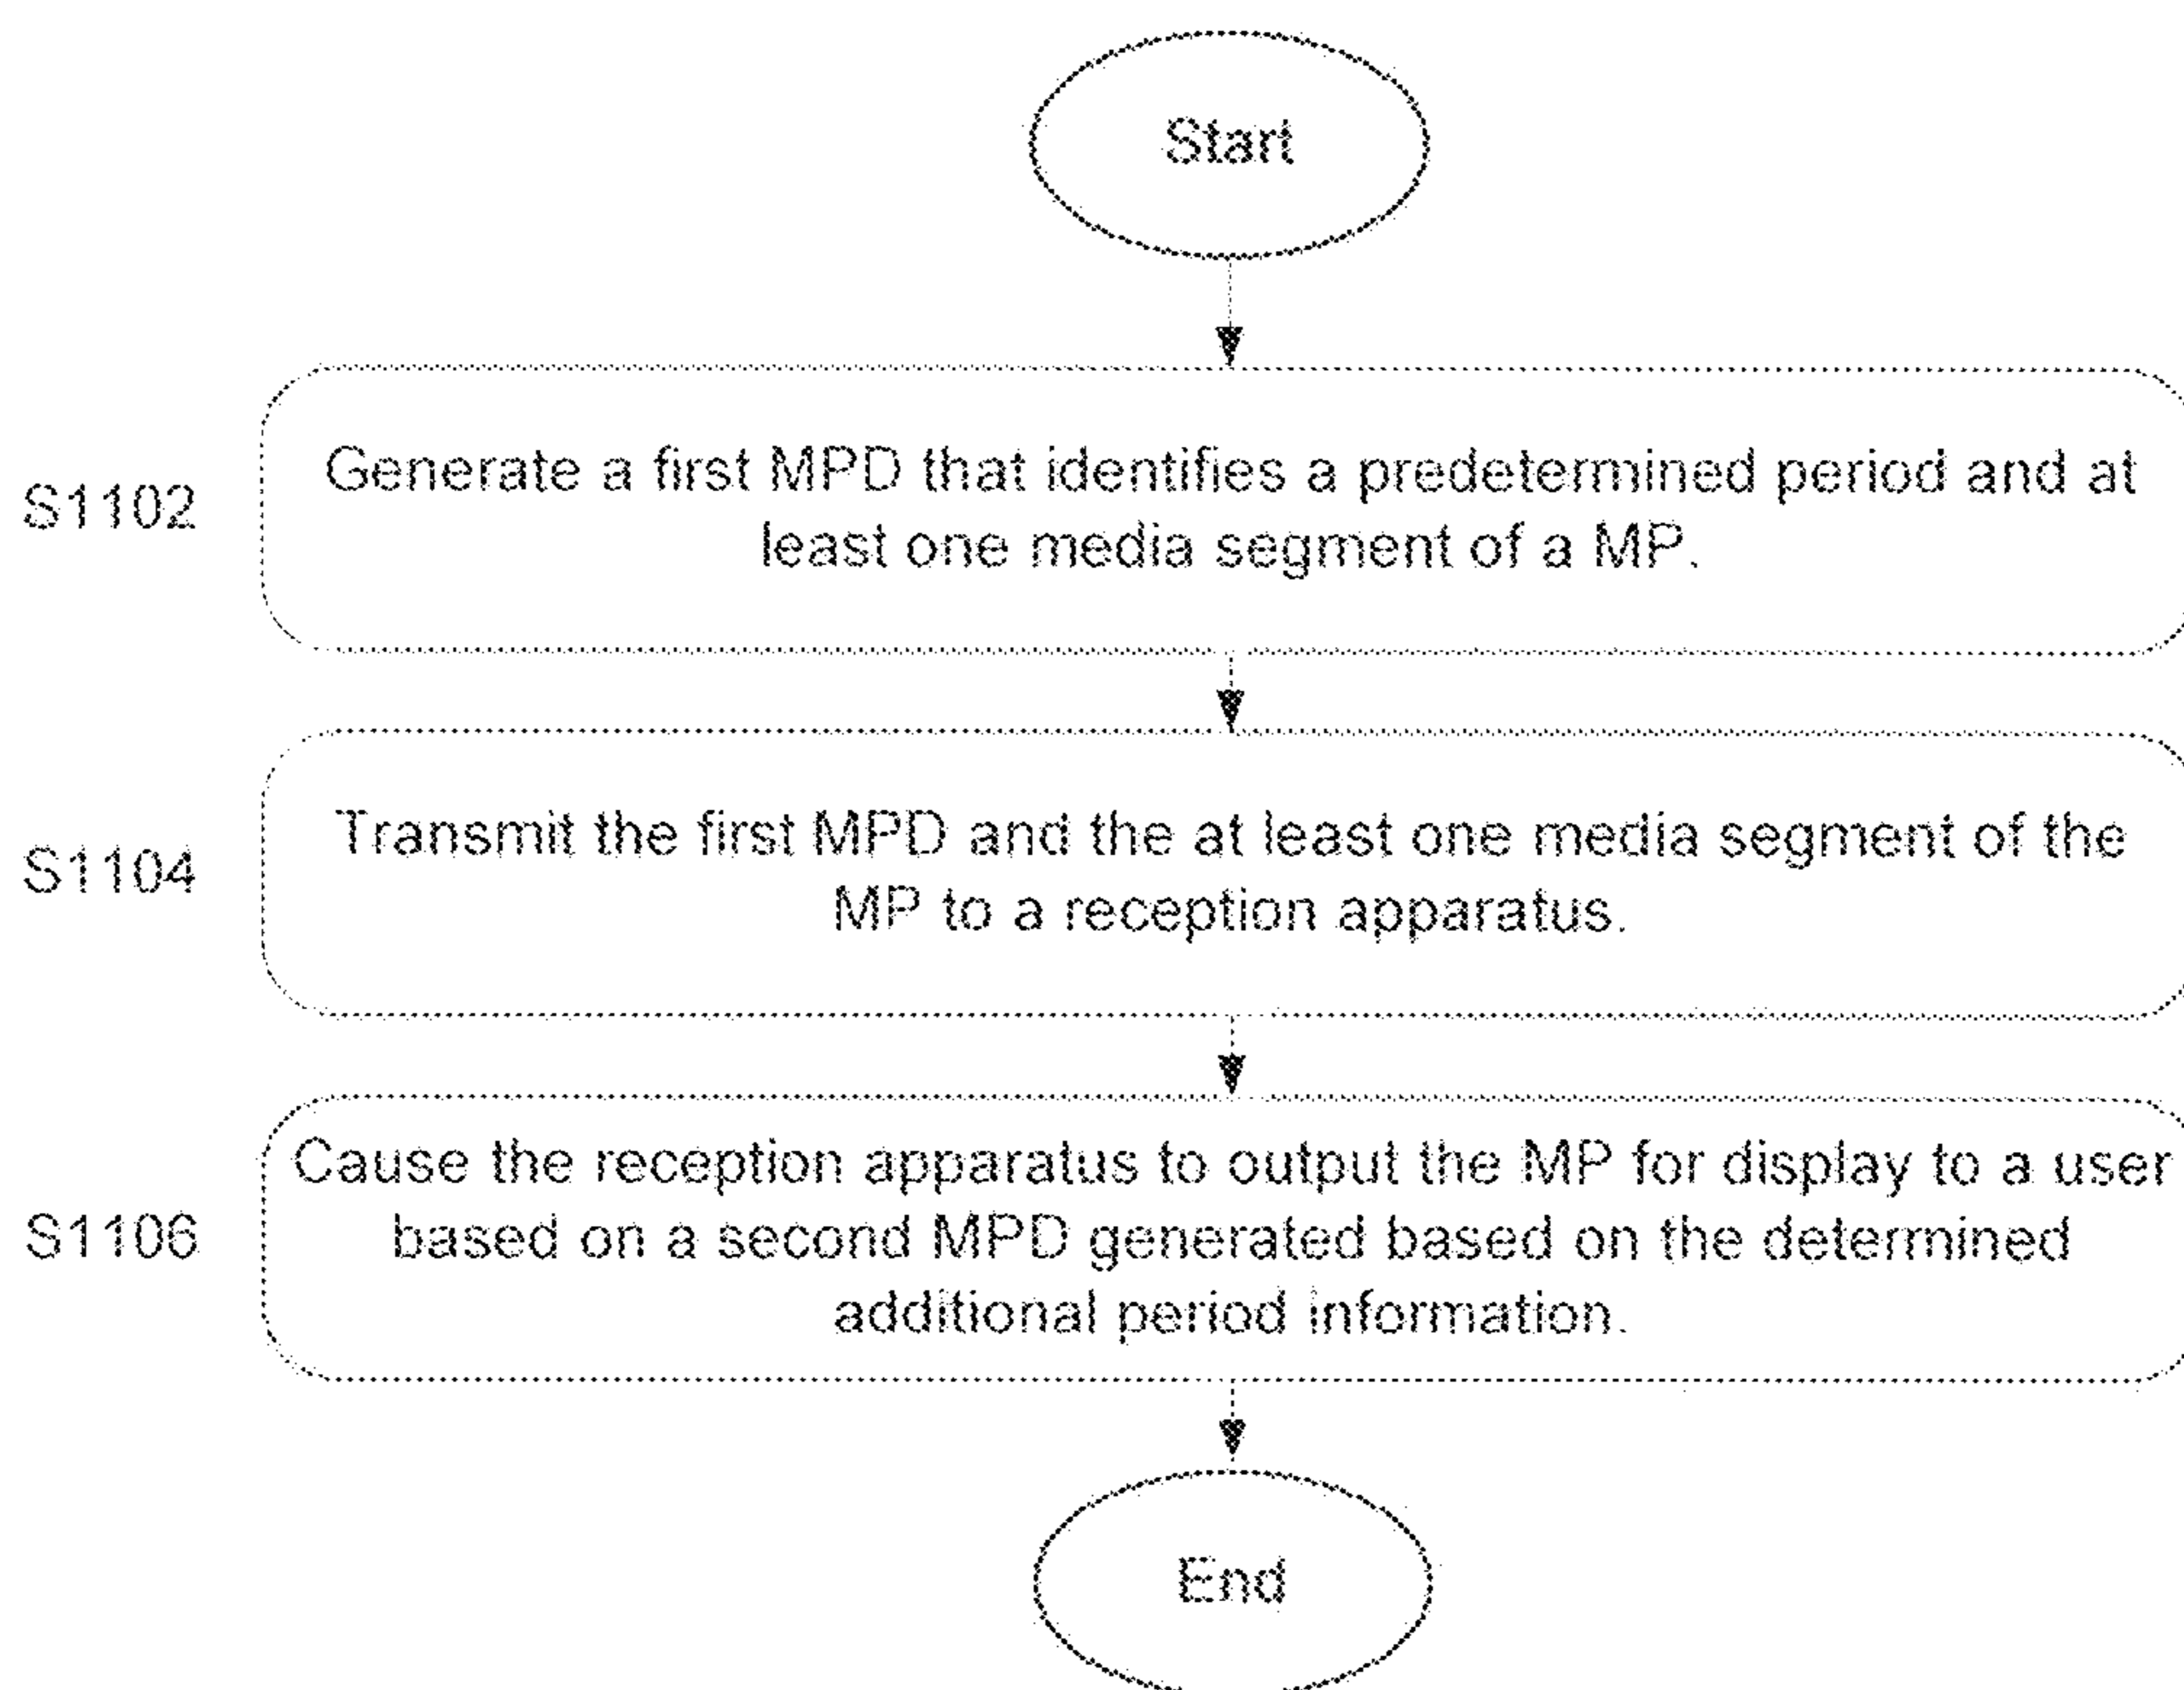 Start
S1102
Generate a first MPD that identifies a predetermined period and at
least one media segment of a MP.
S1104
Transmit the first MPD and the at least one media segment of the
MP to a reception apparatus.
S1106
Cause the reception apparatus to output the MP for display to a user
based on a second MPD generated based on the determined
additional period information.
End